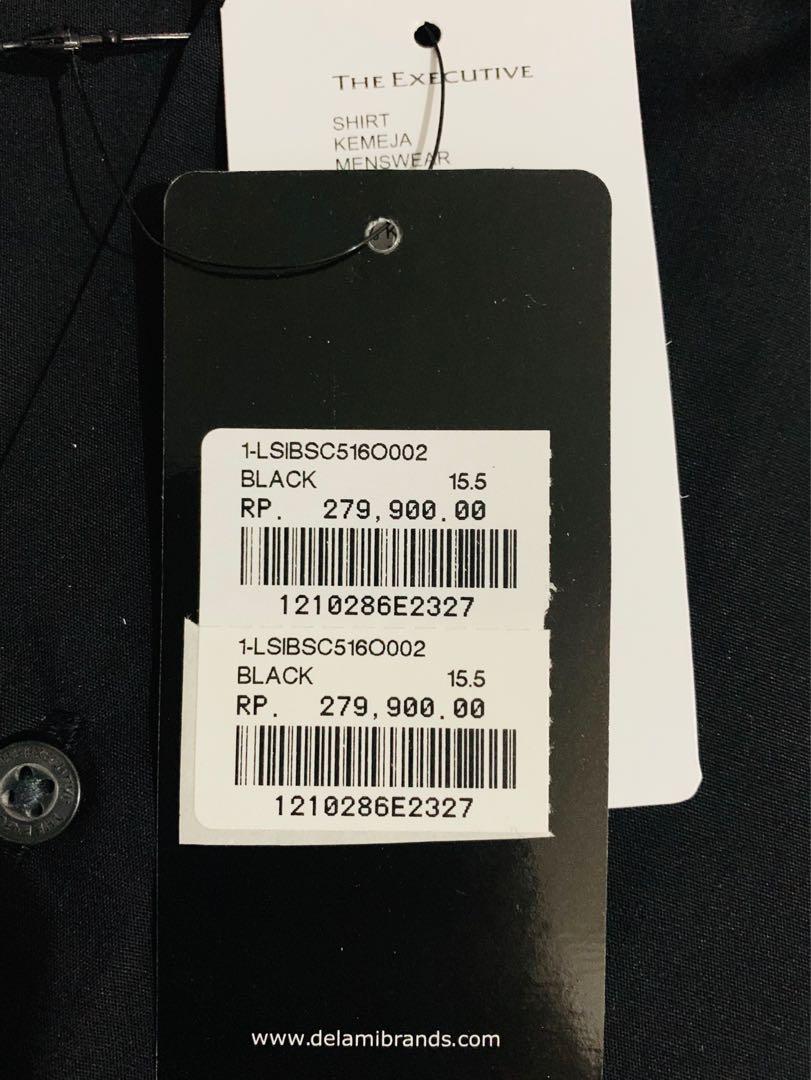 THE EXECUTIVE
SHIRT
KEMEJA
MENSWEAR
1-LSIBSC516O002
BLACK 15.5
RP. 279,900.00
1210286E2327
1-LSIBSC516O002
BLACK 15.5
RP. 279,900.00
1210286E2327
www.delamibrands.com